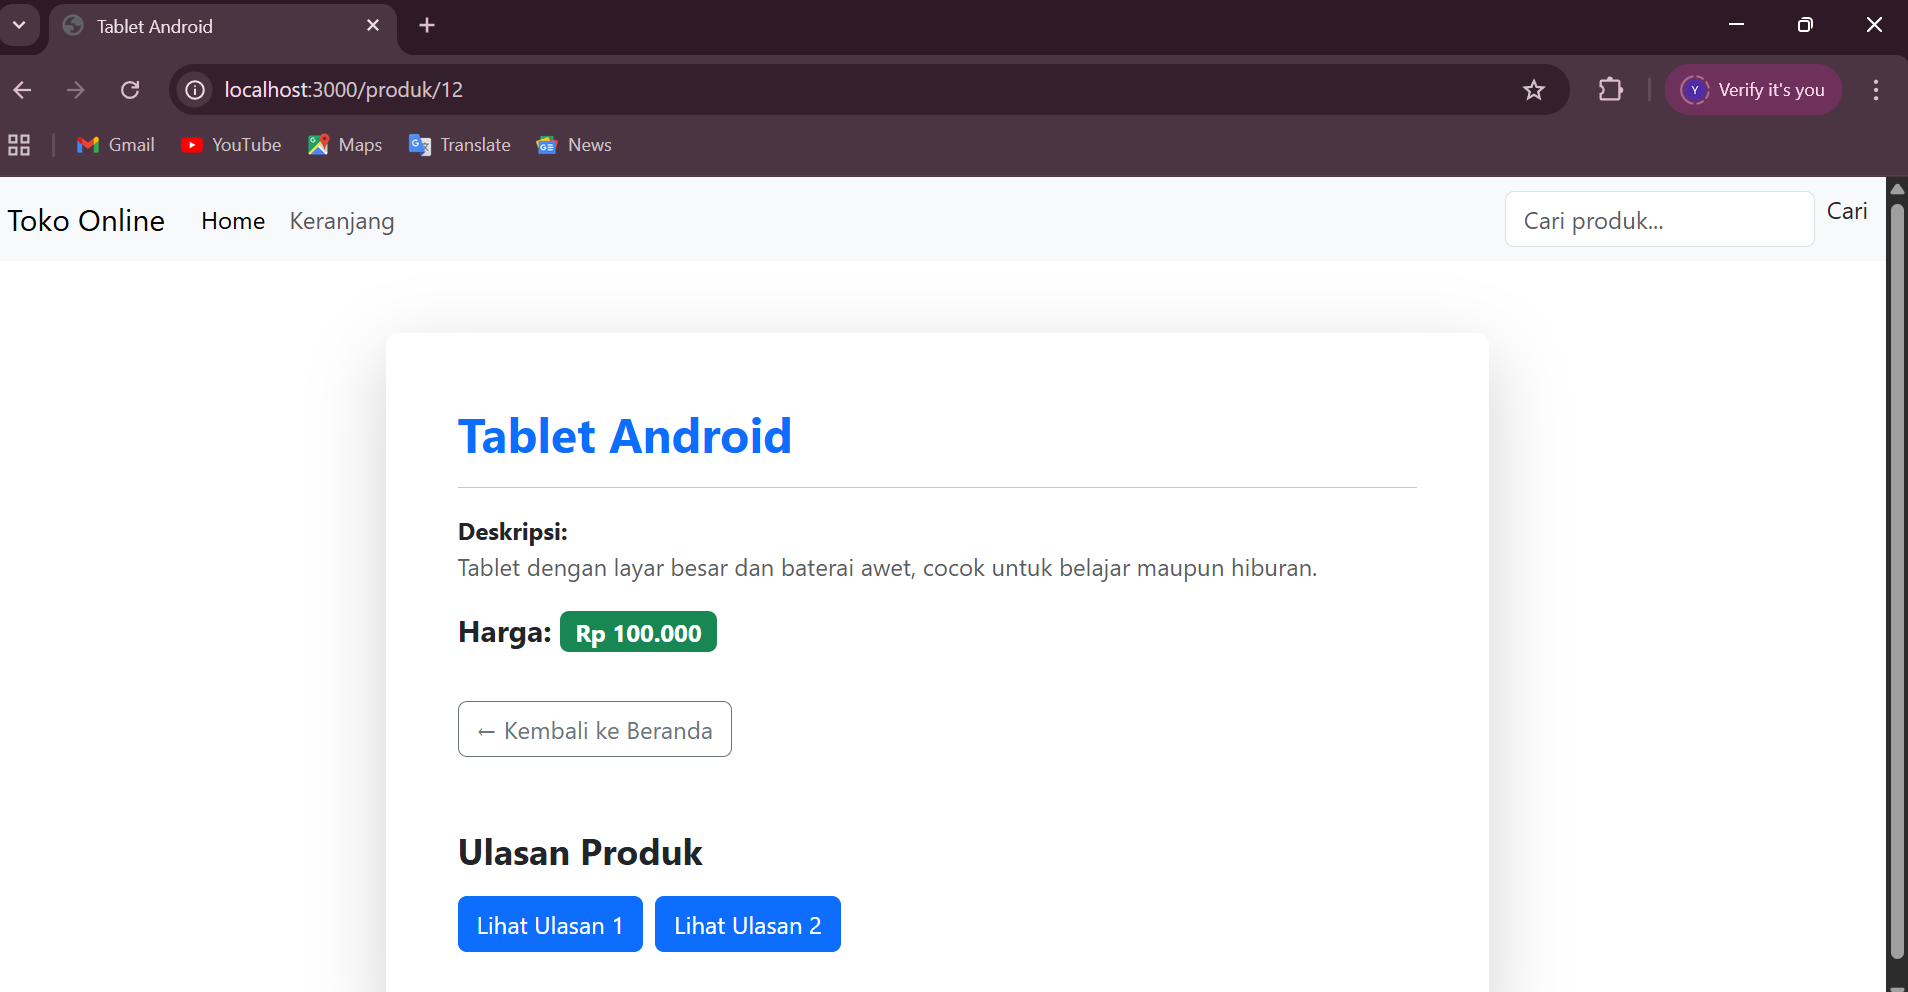 Tablet Android
localhost:3000/produk/12
Y Verify it's you
Gmail YouTube Maps Translate News
Toko Online Home Keranjang Cari produk... Cari
Tablet Android
Deskripsi:
Tablet dengan layar besar dan baterai awet, cocok untuk belajar maupun hiburan.
Harga: Rp 100.000
← Kembali ke Beranda
Ulasan Produk
Lihat Ulasan 1 Lihat Ulasan 2